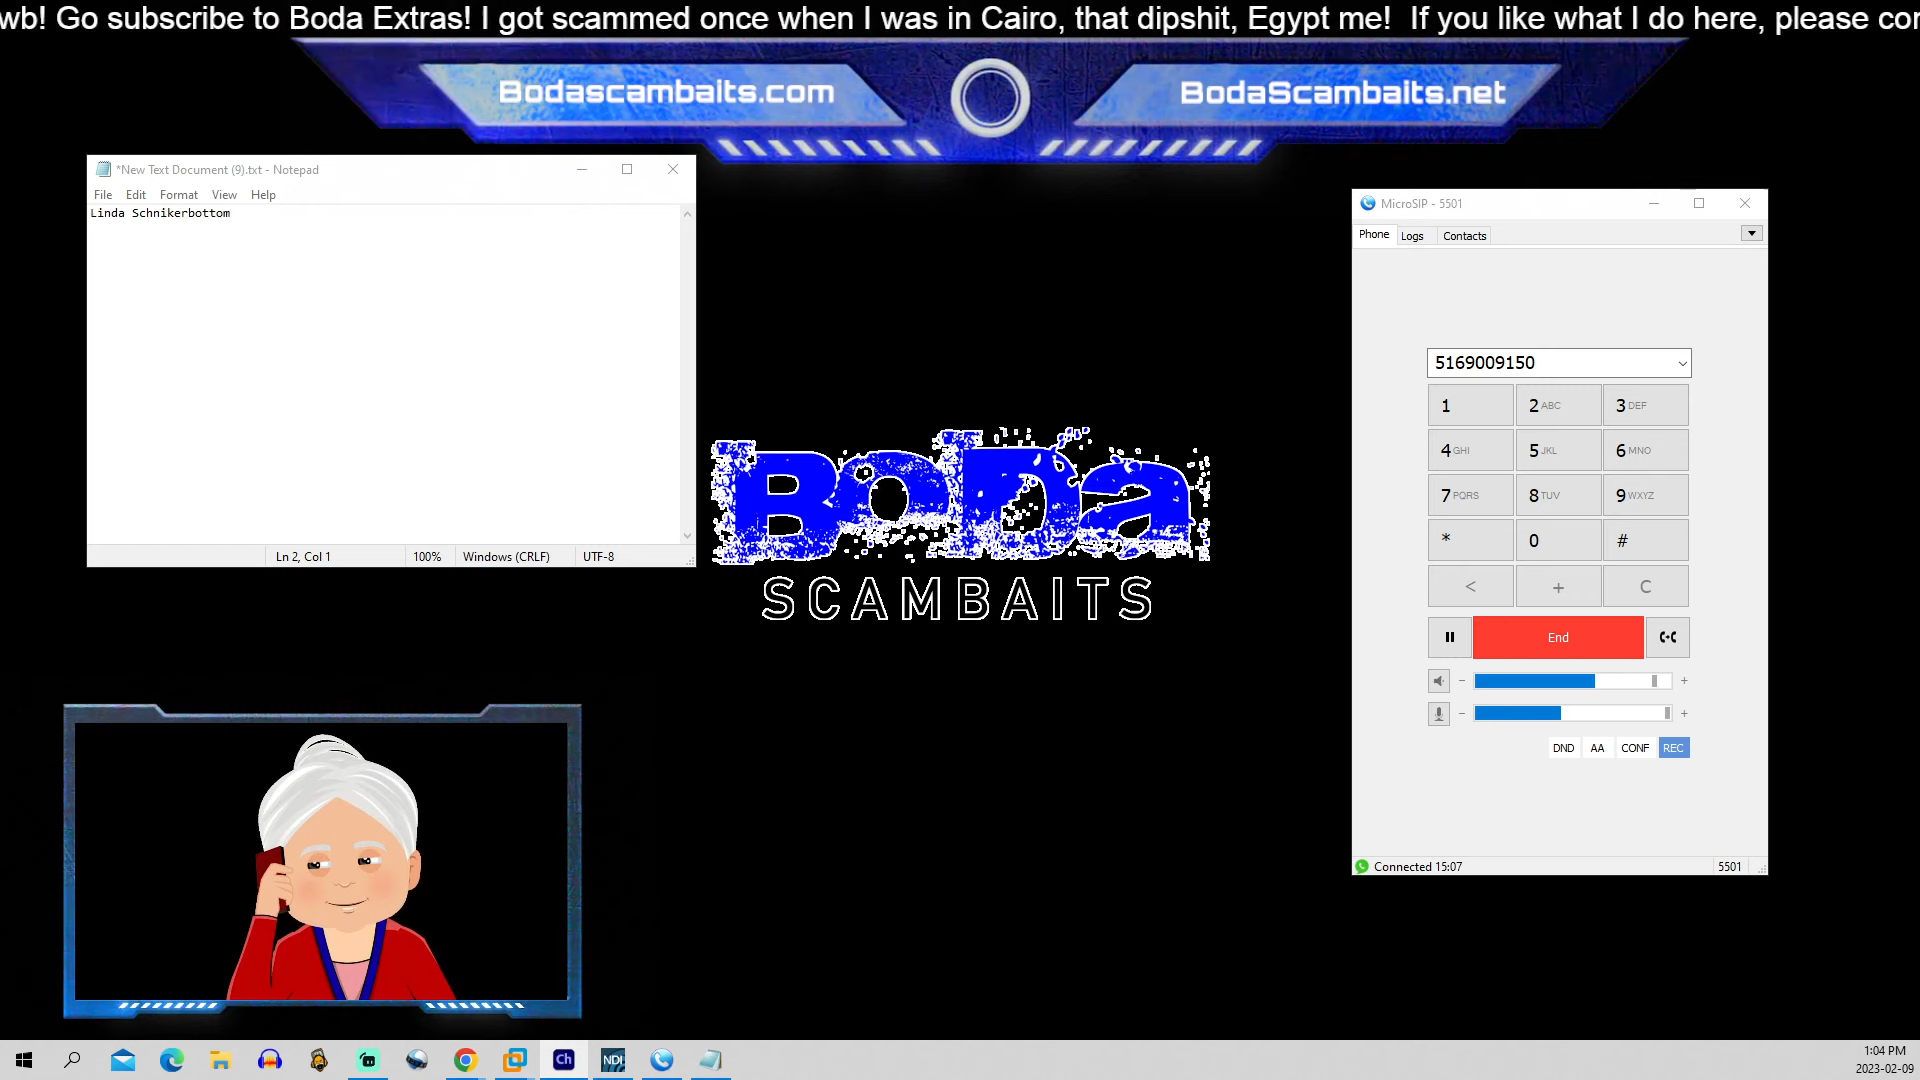 wb! Go subscribe to Boda Extras! I got scammed once when I was in Cairo, that dipshit, Egypt me!  If you like what I do here, please cor
Bodascambaits.com
BodaScambaits.net
*New Text Document (9).txt - Notepad
File Edit Format View Help
Linda Schnikerbottom
Ln 2, Col 1 100% Windows (CRLF) UTF-8
BoDa
SCAMBAITS
MicroSIP - 5501
Phone Logs Contacts
5169009150
1 2 ABC 3 DEF
4 GHI 5 JKL 6 MNO
7 PQRS 8 TUV 9 WXYZ
* 0 #
< + C
End
- +
- +
DND AA CONF REC
Connected 15:07 5501
Ch NDI
1:04 PM
2023-02-09